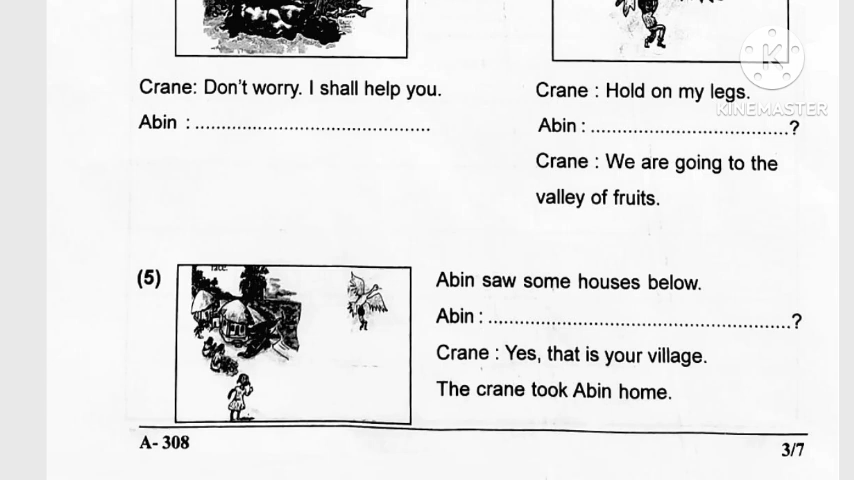 Crane: Don't worry. I shall help you.
Abin : ...........................................
Crane : Hold on my legs.
Abin : ....................................?
Crane : We are going to the
valley of fruits.
KINEMASTER
(5)
face.
Abin saw some houses below.
Abin : .......................................................?
Crane : Yes, that is your village.
The crane took Abin home.
A- 308
3/7